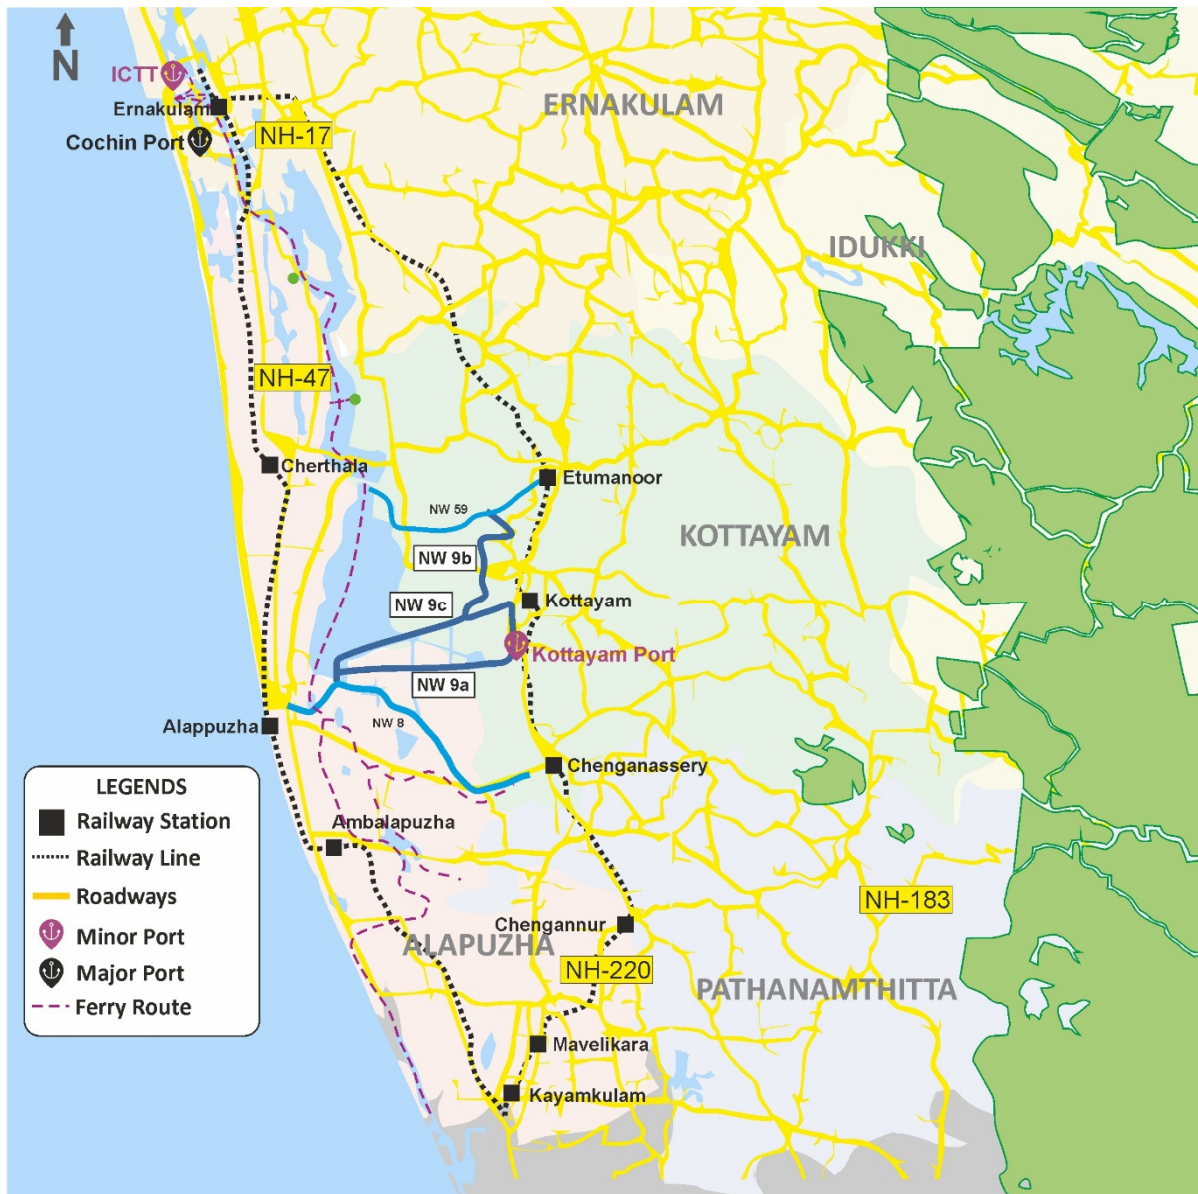 N
ICTT
Ernakulam
Cochin Port
NH-17
ERNAKULAM
IDUKKI
NH-47
Cherthala
Etumanoor
NW 59
KOTTAYAM
NW 9b
NW 9c
Kottayam
Kottayam Port
NW 9a
NW 8
Alappuzha
Chenganassery
LEGENDS
Railway Station
Railway Line
Roadways
Minor Port
Major Port
Ferry Route
Ambalapuzha
NH-183
Chengannur
ALAPUZHA
NH-220
PATHANAMTHITTA
Mavelikara
Kayamkulam